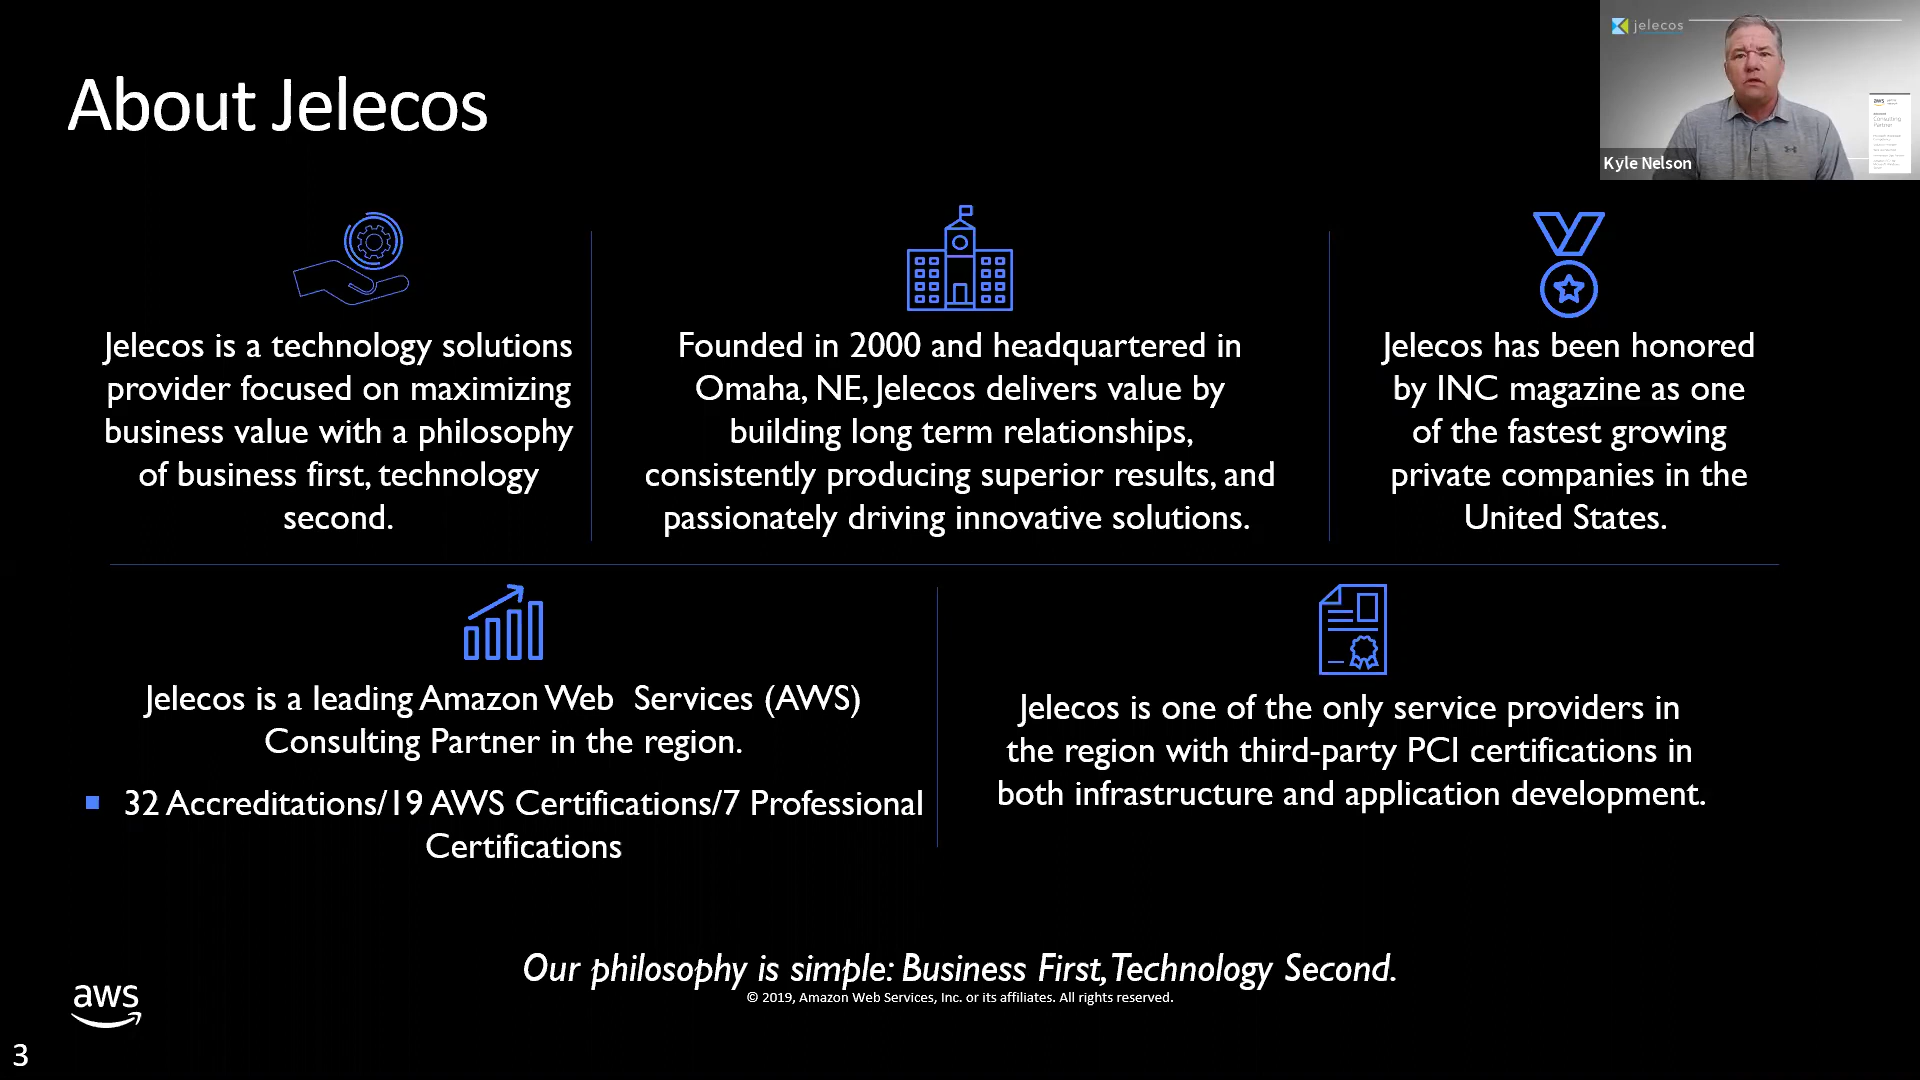 About Jelecos
jelecos
aws
Consulting
Partner
Kyle Nelson
Jelecos is a technology solutions
provider focused on maximizing
business value with a philosophy
of business first, technology
second.
Founded in 2000 and headquartered in
Omaha, NE, Jelecos delivers value by
building long term relationships,
consistently producing superior results, and
passionately driving innovative solutions.
Jelecos has been honored
by INC magazine as one
of the fastest growing
private companies in the
United States.
Jelecos is a leading Amazon Web Services (AWS)
Consulting Partner in the region.
32 Accreditations/19 AWS Certifications/7 Professional
Certifications
Jelecos is one of the only service providers in
the region with third-party PCI certifications in
both infrastructure and application development.
Our philosophy is simple: Business First, Technology Second.
© 2019, Amazon Web Services, Inc. or its affiliates. All rights reserved.
aws
3